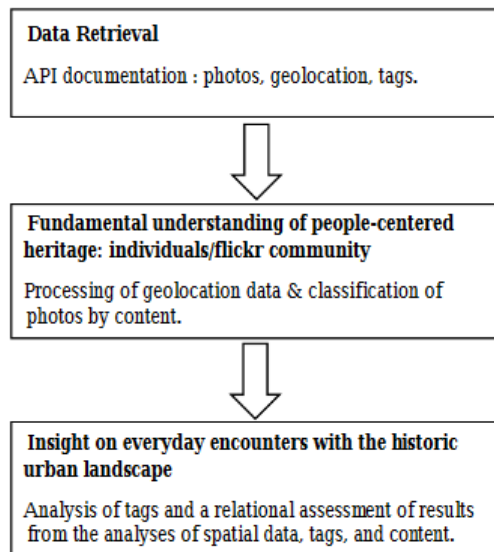 Data Retrieval
API documentation : photos, geolocation, tags.
Fundamental understanding of people-centered
heritage: individuals/flickr community
Processing of geolocation data & classification of
photos by content.
Insight on everyday encounters with the historic
urban landscape
Analysis of tags and a relational assessment of results
from the analyses of spatial data, tags, and content.